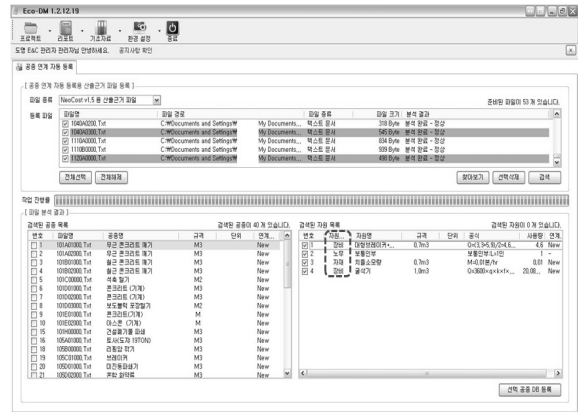 Eco-DM 1.2.12.19
프로젝트 리포트 기초자료 환경 설정 종료
도명 E&C 관리자 관리자님 안녕하세요. 공지사항 확인
공종 연계 자동 등록
[ 공종 연계 자동 등록용 산출근기 파일 등록 ]
파일 종류 NeoCost v1.5 용 산출근기 파일 준비된 파일이 53 개 있습니다.
등록 파일 파일명 파일 경로 파일 종류 파일 크기 분석 결과
1040A0200.Txt C:\Documents and Settings\ My Documents... 텍스트 문서 318 Byte 분석 완료 - 정상
1040A0300.Txt C:\Documents and Settings\ My Documents... 텍스트 문서 545 Byte 분석 완료 - 정상
1110A0000.Txt C:\Documents and Settings\ My Documents... 텍스트 문서 834 Byte 분석 완료 - 정상
1110B0000.Txt C:\Documents and Settings\ My Documents... 텍스트 문서 939 Byte 분석 완료 - 정상
1120A0000.Txt C:\Documents and Settings\ My Documents... 텍스트 문서 498 Byte 분석 완료 - 정상
전체선택 전체해제 찾아보기 선택삭제 검색
작업 진행률
[ 파일 분석 결과 ]
검색된 공종 목록 검색된 공종이 40 개 있습니다.
번호 파일명 공종명 규격 단위 연계...
1 101A01000.Txt 무근 콘크리트 깨기 M3 New
2 101A02000.Txt 무근 콘크리트 깨기 M3 New
3 101B01000.Txt 철근 콘크리트 깨기 M3 New
4 101B02000.Txt 철근 콘크리트 깨기 M3 New
5 101C00000.Txt 석축 헐기 M2 New
10 101D01000.Txt 콘크리트 (기계) M3 New
12 101D02000.Txt 콘크리트 (기계) M3 New
13 101D03000.Txt 보도블럭 포장헐기 M2 New
14 101E01000.Txt 콘크리트(기계) M New
15 101E02000.Txt 아스콘 (기계) M New
15 101H00000.Txt 건설폐기물 파쇄 M3 New
16 105A01000.Txt 토사(도쟈 19TON) M3 New
18 105B00000.Txt 리핑암 깎기 M3 New
19 105C01000.Txt 브레이커 M3 New
20 105D01000.Txt 미진동파쇄기 M3 New
21 105D02000.Txt 폰합 화약류 M3 New
검색된 자원 목록 검색된 자원이 0 개 있습니다.
번호 자원... 자원명 규격 단위 공식 사용량 연계
1 장비 대형브레이카+... 0.7m3 4.6 New
2 노무 보통인부 보통인부:L=1인 1 -
3 자재 치즐소모량 0.7m3 M=0.01본/hr 0.01 New
4 장비 굴삭기 1.0m3 Q=3600×q×k×f×... 20.08... New
선택 공종 DB 등록